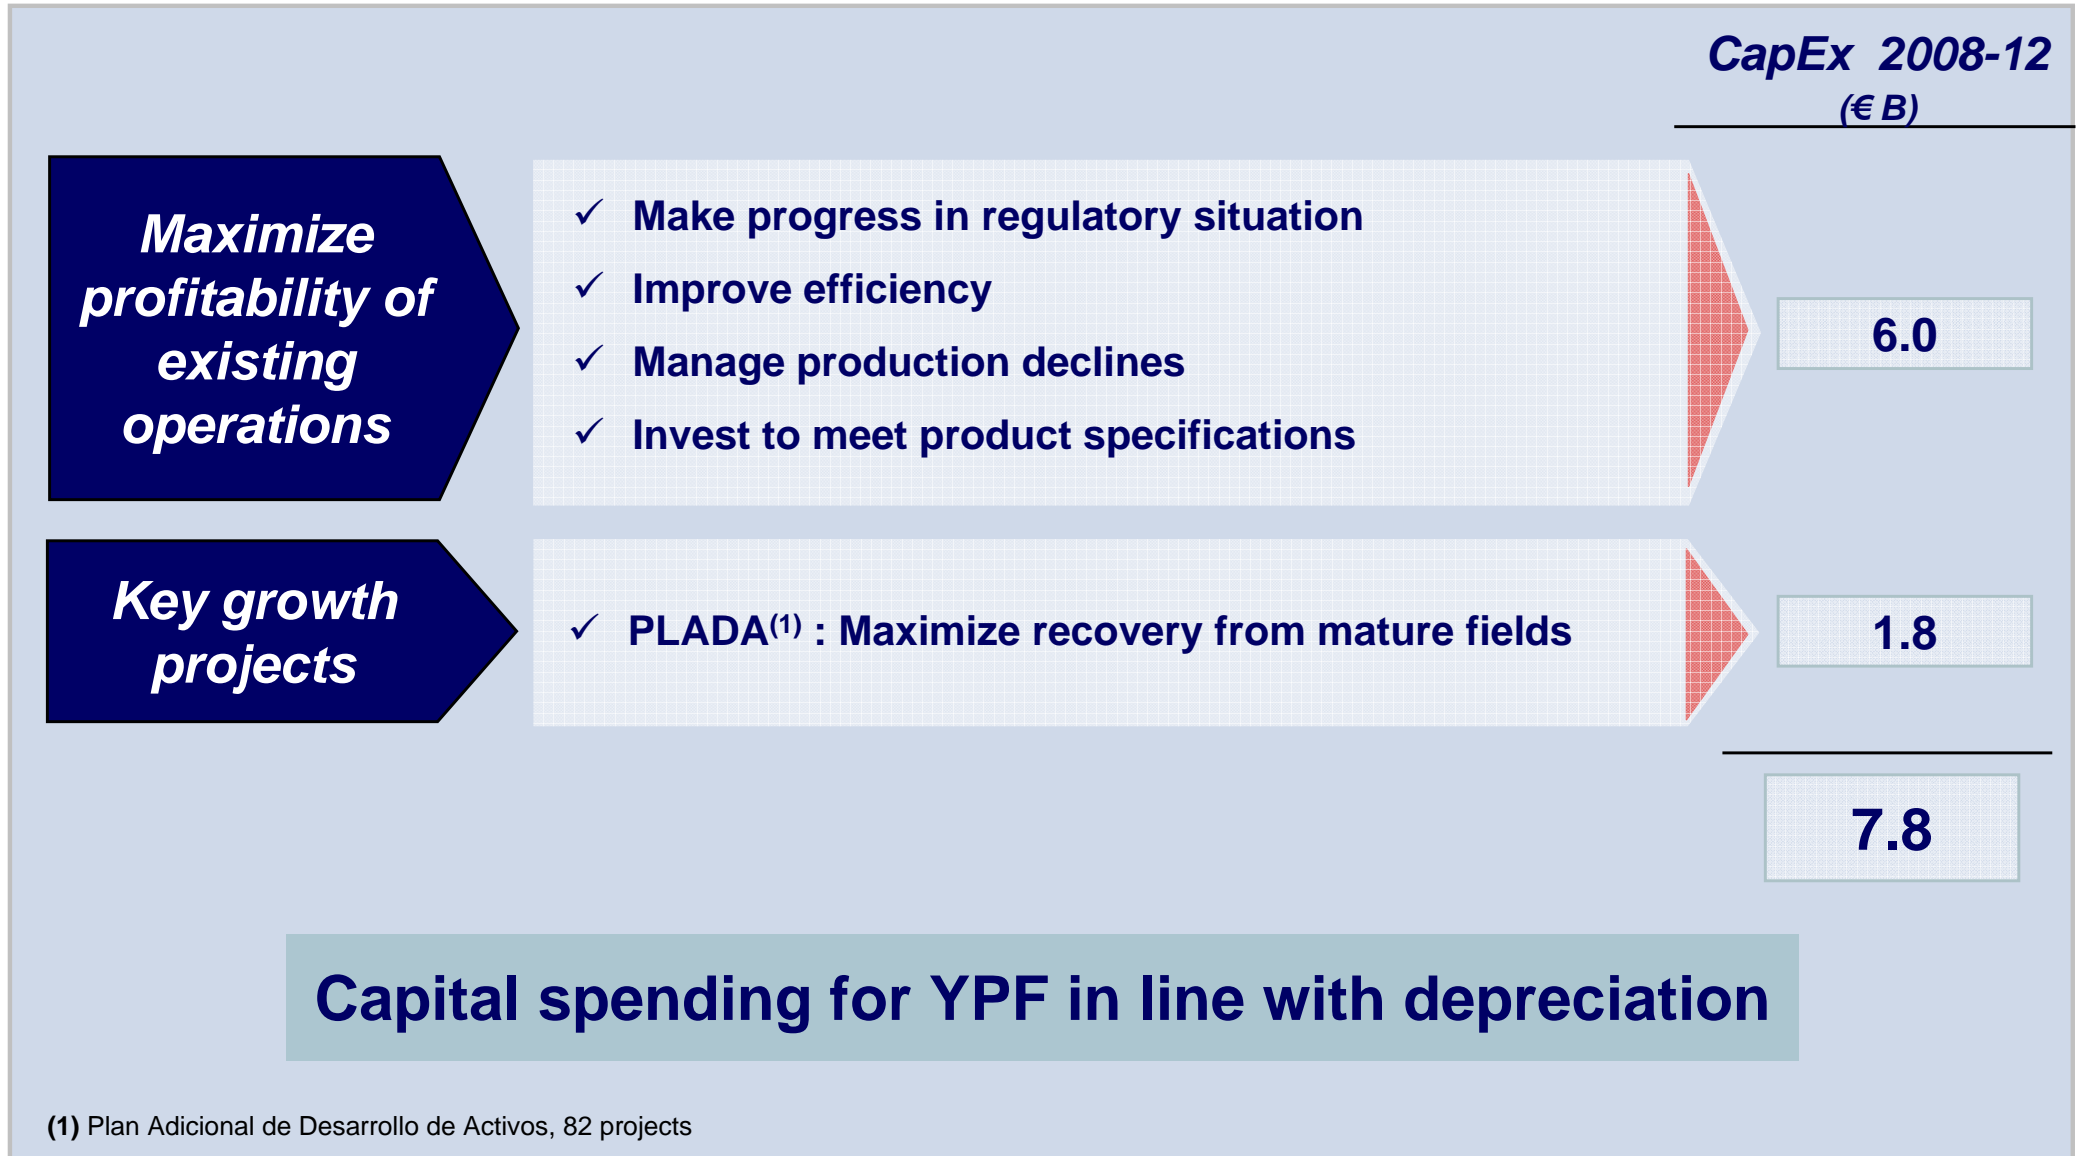 CapEx 2008-12
(€ B)
Maximize
profitability of
existing
operations
✓ Make progress in regulatory situation
✓ Improve efficiency
✓ Manage production declines
✓ Invest to meet product specifications
6.0
Key growth
projects
✓ PLADA(1) : Maximize recovery from mature fields
1.8
7.8
Capital spending for YPF in line with depreciation
(1) Plan Adicional de Desarrollo de Activos, 82 projects